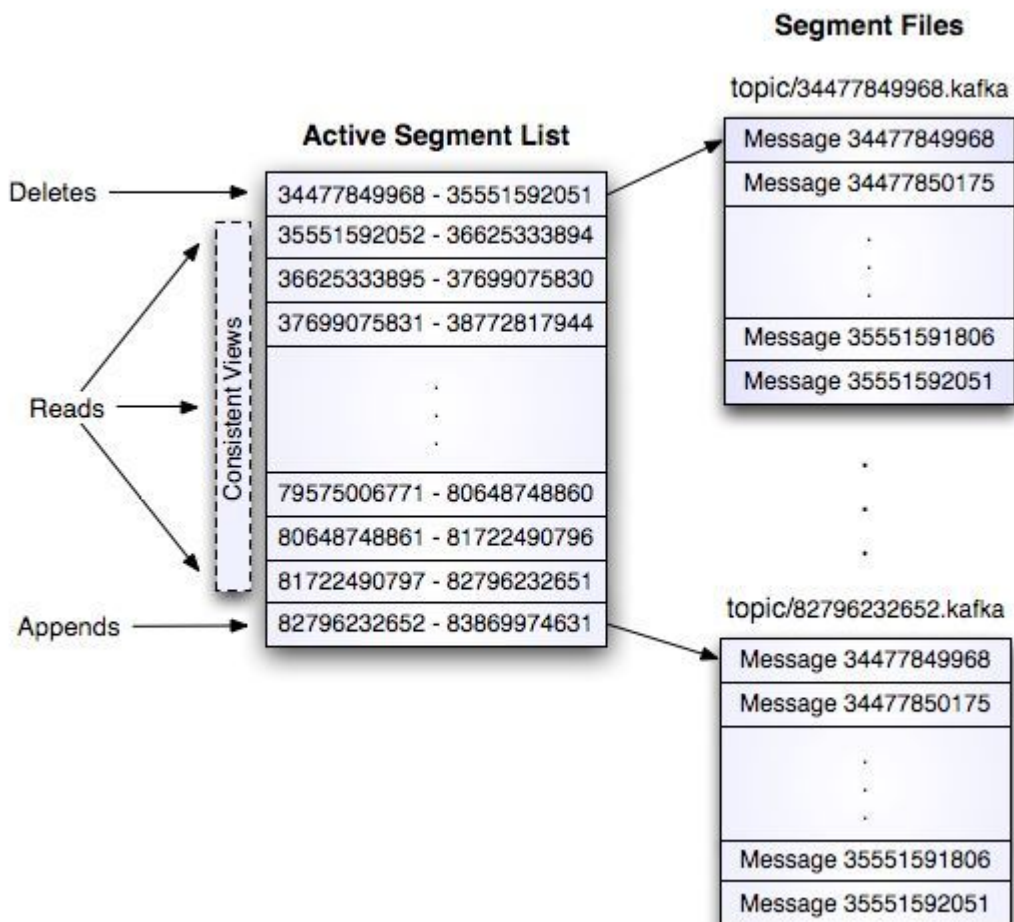 Segment Files
topic/34477849968.kafka
Message 34477849968
Message 34477850175
Message 35551591806
Message 35551592051
Active Segment List
Deletes
34477849968 - 35551592051
35551592052 - 36625333894
36625333895 - 37699075830
37699075831 - 38772817944
Reads
Consistent Views
79575006771 - 80648748860
80648748861 - 81722490796
81722490797 - 82796232651
Appends
82796232652 - 83869974631
topic/82796232652.kafka
Message 34477849968
Message 34477850175
Message 35551591806
Message 35551592051